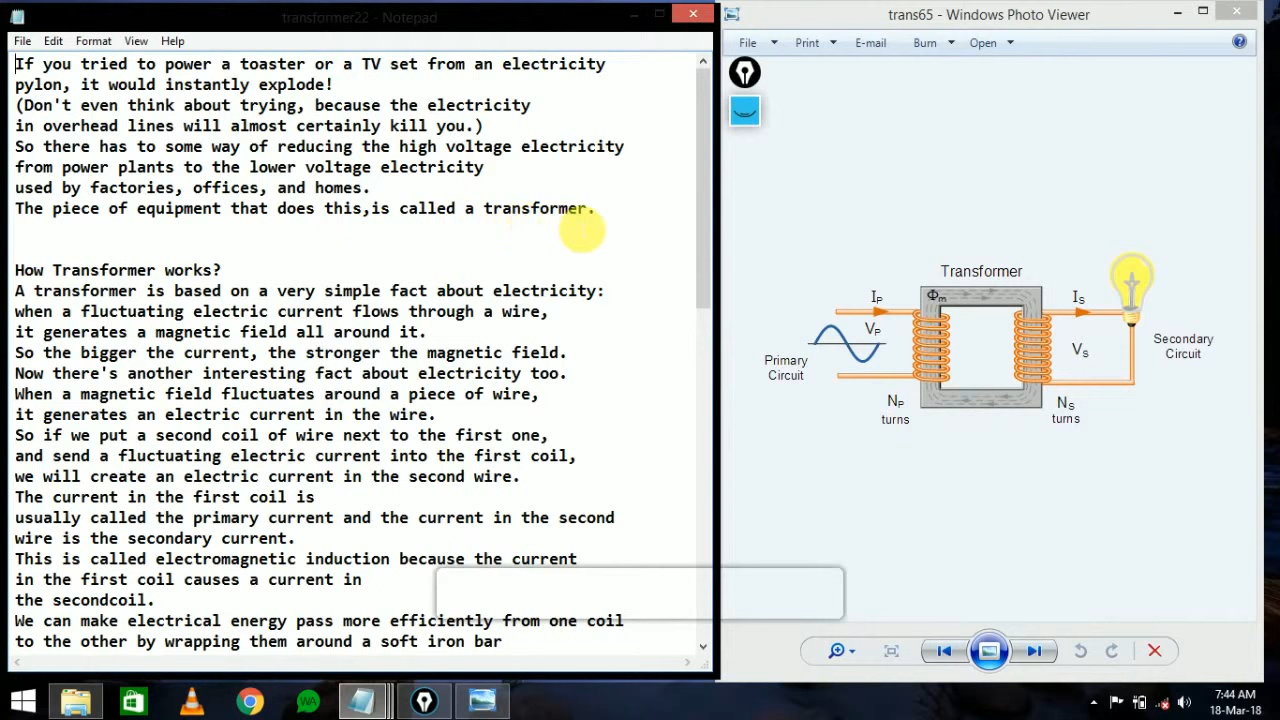 transformer22 - Notepad
File Edit Format View Help
If you tried to power a toaster or a TV set from an electricity
pylon, it would instantly explode!
(Don't even think about trying, because the electricity
in overhead lines will almost certainly kill you.)
So there has to some way of reducing the high voltage electricity
from power plants to the lower voltage electricity
used by factories, offices, and homes.
The piece of equipment that does this,is called a transformer.
How Transformer works?
A transformer is based on a very simple fact about electricity:
when a fluctuating electric current flows through a wire,
it generates a magnetic field all around it.
So the bigger the current, the stronger the magnetic field.
Now there's another interesting fact about electricity too.
When a magnetic field fluctuates around a piece of wire,
it generates an electric current in the wire.
So if we put a second coil of wire next to the first one,
and send a fluctuating electric current into the first coil,
we will create an electric current in the second wire.
The current in the first coil is
usually called the primary current and the current in the second
wire is the secondary current.
This is called electromagnetic induction because the current
in the first coil causes a current in
the secondcoil.
We can make electrical energy pass more efficiently from one coil
to the other by wrapping them around a soft iron bar
trans65 - Windows Photo Viewer
File Print E-mail Burn Open
Transformer
IP
Φm
IS
VP
VS
Primary
Circuit
Secondary
Circuit
NP
turns
NS
turns
WA
7:44 AM
18-Mar-18